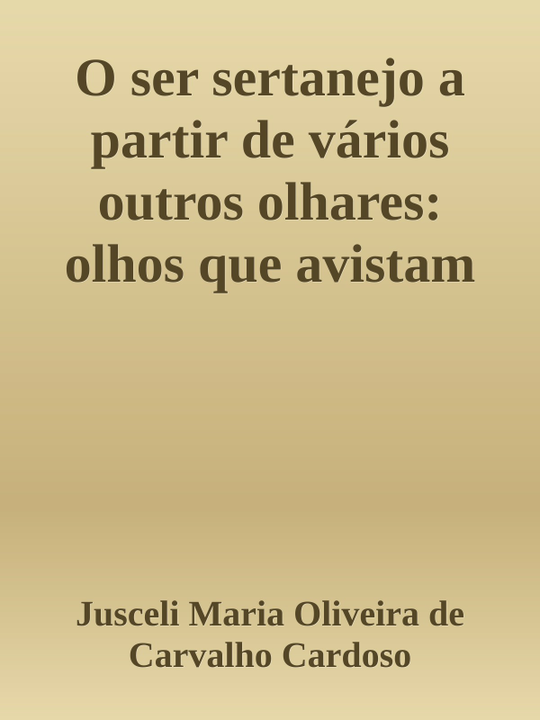 O ser sertanejo a
partir de vários
outros olhares:
olhos que avistam
Jusceli Maria Oliveira de
Carvalho Cardoso